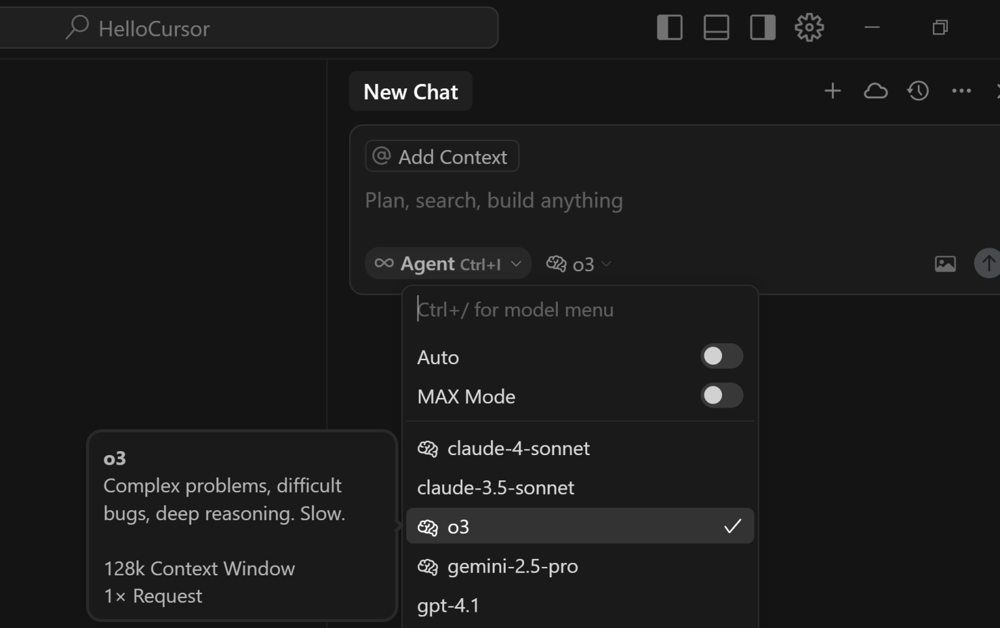 HelloCursor
New Chat
@ Add Context
Plan, search, build anything
∞ Agent Ctrl+I
o3
Ctrl+/ for model menu
Auto
MAX Mode
claude-4-sonnet
claude-3.5-sonnet
o3
gemini-2.5-pro
gpt-4.1
o3
Complex problems, difficult
bugs, deep reasoning. Slow.
128k Context Window
1× Request